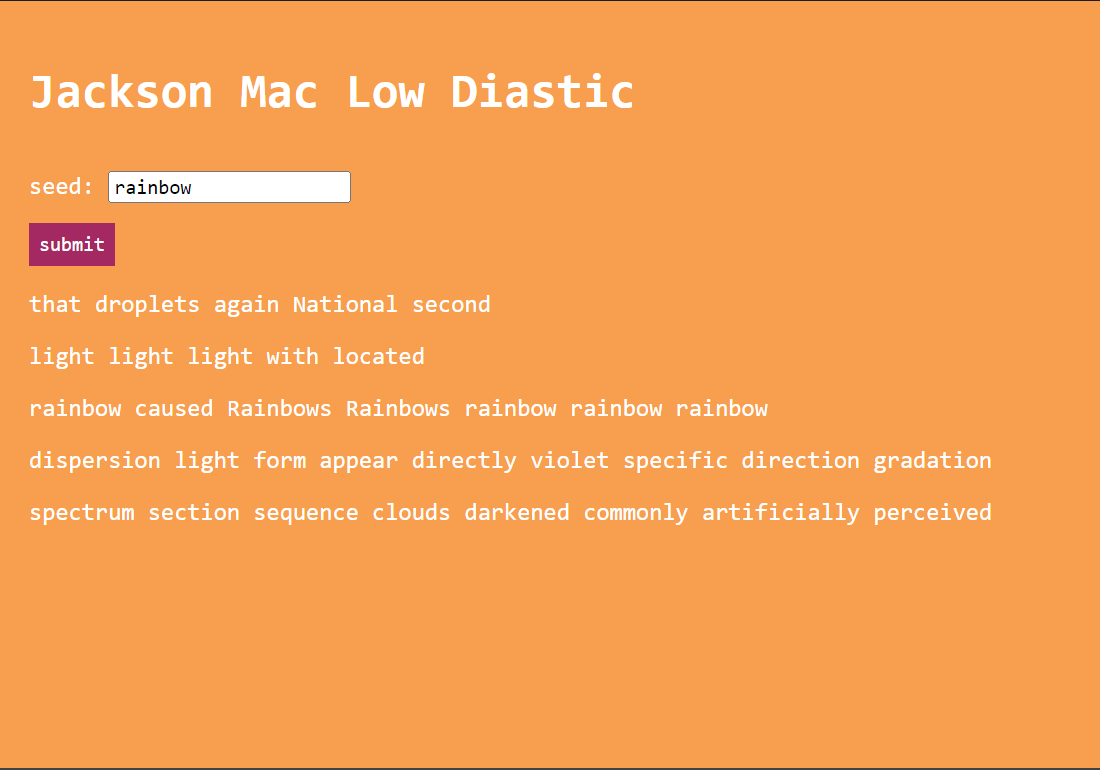 Jackson Mac Low Diastic
seed: rainbow
submit
that droplets again National second
light light light with located
rainbow caused Rainbows Rainbows rainbow rainbow rainbow
dispersion light form appear directly violet specific direction gradation
spectrum section sequence clouds darkened commonly artificially perceived